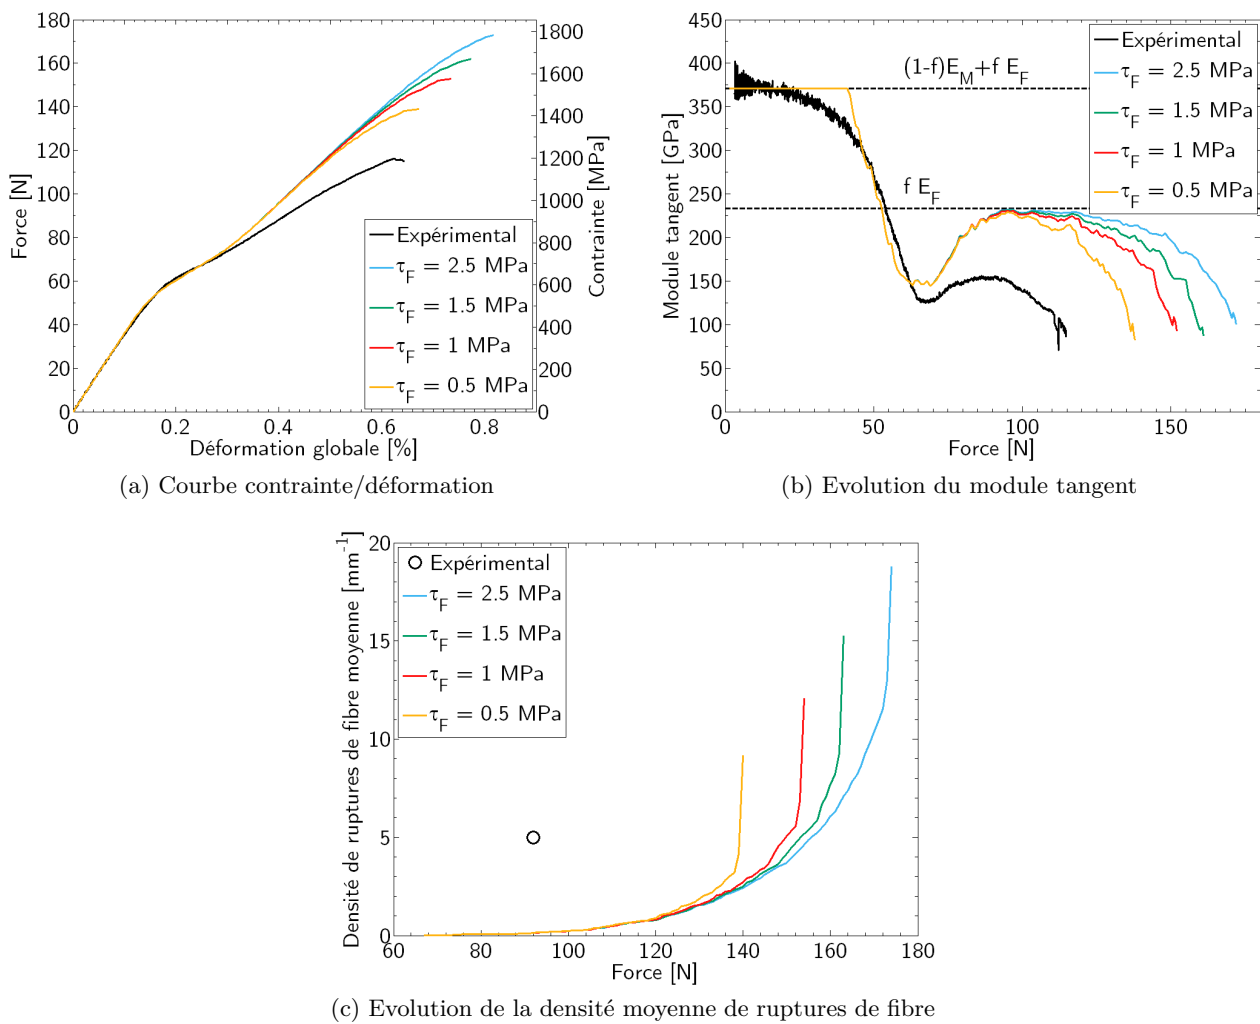 180
160
140
120
100
80
60
40
20
0
Force [N]
0
0.2
0.4
0.6
0.8
Déformation globale [%]
1800
1600
1400
1200
1000
800
600
400
200
0
Contrainte [MPa]
Expérimental
τF = 2.5 MPa
τF = 1.5 MPa
τF = 1 MPa
τF = 0.5 MPa
(a) Courbe contrainte/déformation
450
400
350
300
250
200
150
100
50
0
Module tangent [GPa]
0
50
100
150
Force [N]
(1-f)EM+f EF
f EF
Expérimental
τF = 2.5 MPa
τF = 1.5 MPa
τF = 1 MPa
τF = 0.5 MPa
(b) Evolution du module tangent
20
15
10
5
0
Densité de ruptures de fibre moyenne [mm-1]
60
80
100
120
140
160
180
Force [N]
Expérimental
τF = 2.5 MPa
τF = 1.5 MPa
τF = 1 MPa
τF = 0.5 MPa
(c) Evolution de la densité moyenne de ruptures de fibre